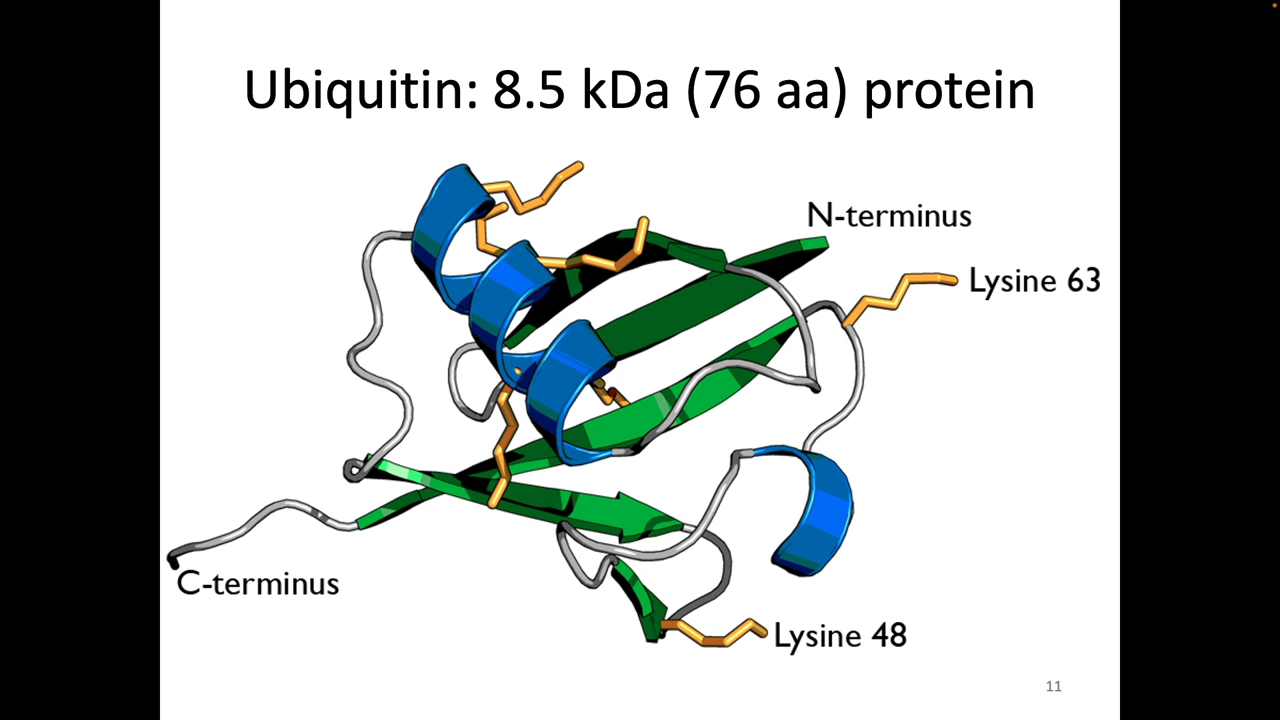 Ubiquitin: 8.5 kDa (76 aa) protein
N-terminus
Lysine 63
C-terminus
Lysine 48
11